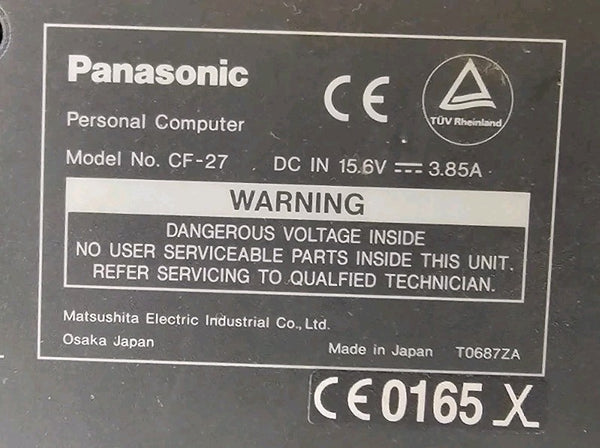 Panasonic
CE
TÜV Rheinland
Personal Computer
Model No. CF-27 DC IN 15.6V ⎓ 3.85A
WARNING
DANGEROUS VOLTAGE INSIDE
NO USER SERVICEABLE PARTS INSIDE THIS UNIT.
REFER SERVICING TO QUALFIED TECHNICIAN.
Matsushita Electric Industrial Co., Ltd.
Osaka Japan
Made in Japan T0687ZA
CE0165 X